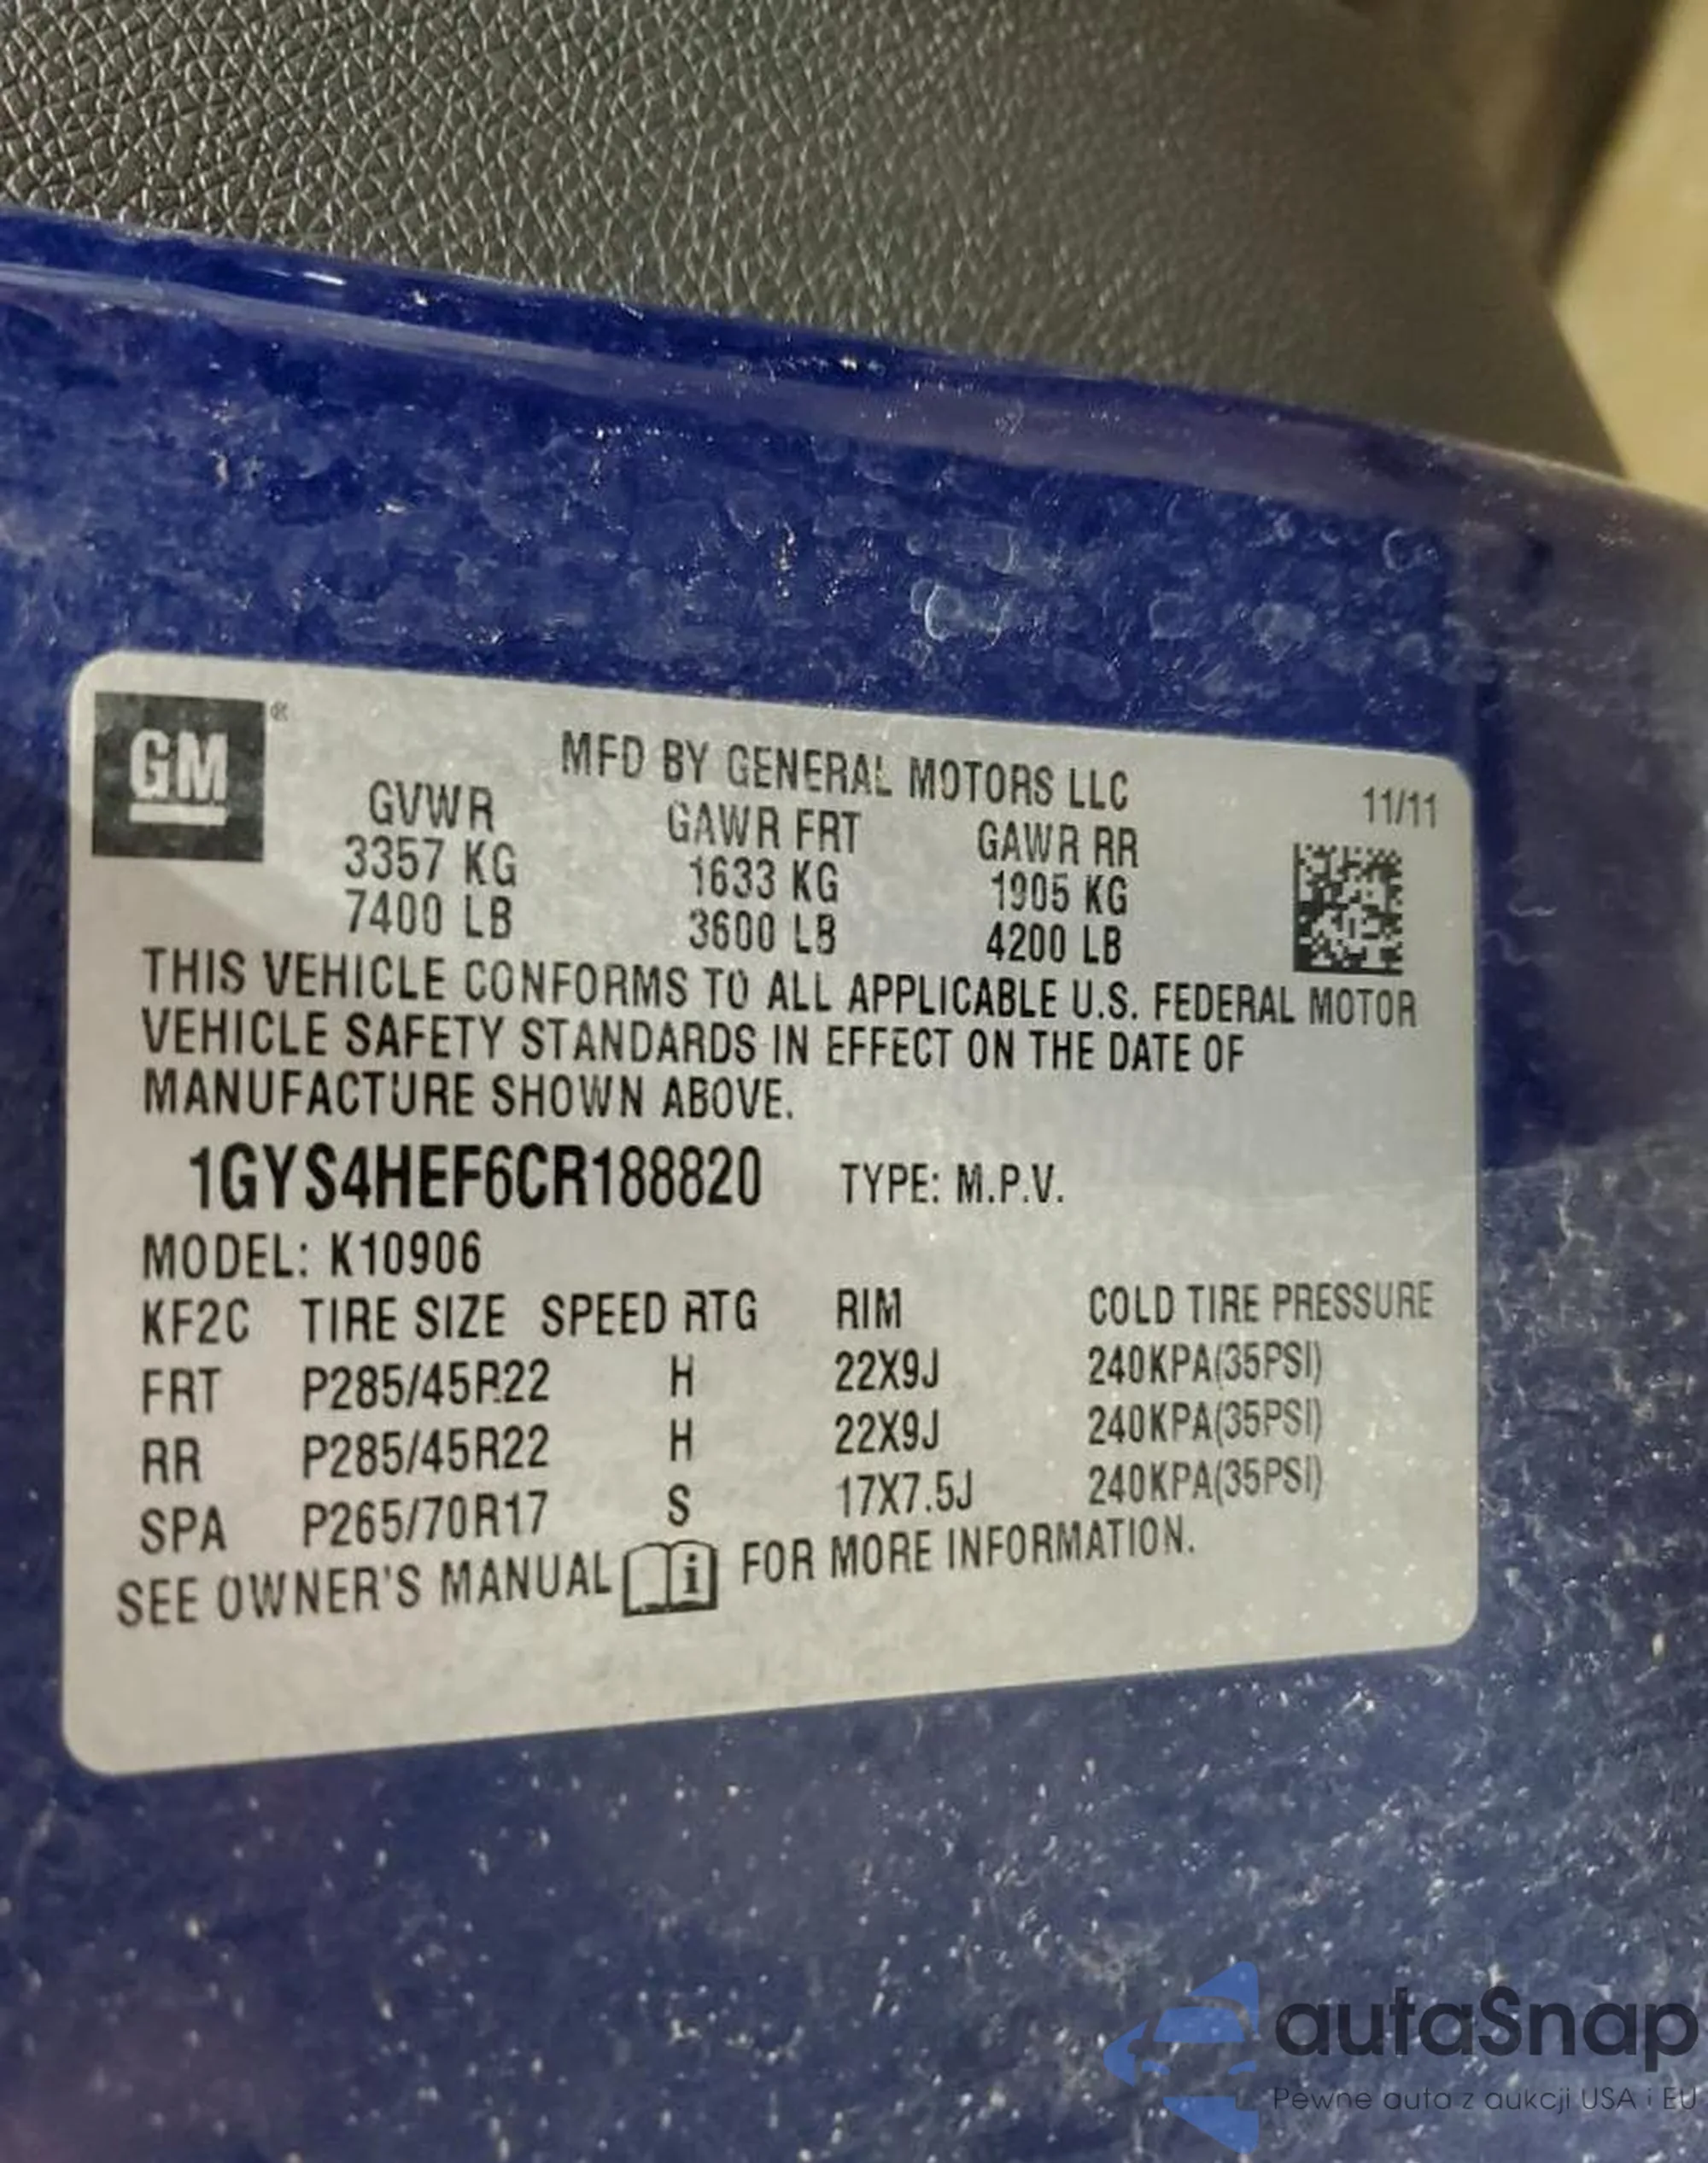 GM®
MFD BY GENERAL MOTORS LLC
11/11
GVWR GAWR FRT GAWR RR
3357 KG 1633 KG 1905 KG
7400 LB 3600 LB 4200 LB
THIS VEHICLE CONFORMS TO ALL APPLICABLE U.S. FEDERAL MOTOR
VEHICLE SAFETY STANDARDS IN EFFECT ON THE DATE OF
MANUFACTURE SHOWN ABOVE.
1GYS4HEF6CR188820 TYPE: M.P.V.
MODEL: K10906
KF2C TIRE SIZE SPEED RTG RIM COLD TIRE PRESSURE
FRT P285/45R22 H 22X9J 240KPA(35PSI)
RR P285/45R22 H 22X9J 240KPA(35PSI)
SPA P265/70R17 S 17X7.5J 240KPA(35PSI)
SEE OWNER'S MANUAL i FOR MORE INFORMATION.
autaSnap
Pewne auta z aukcji USA i EU